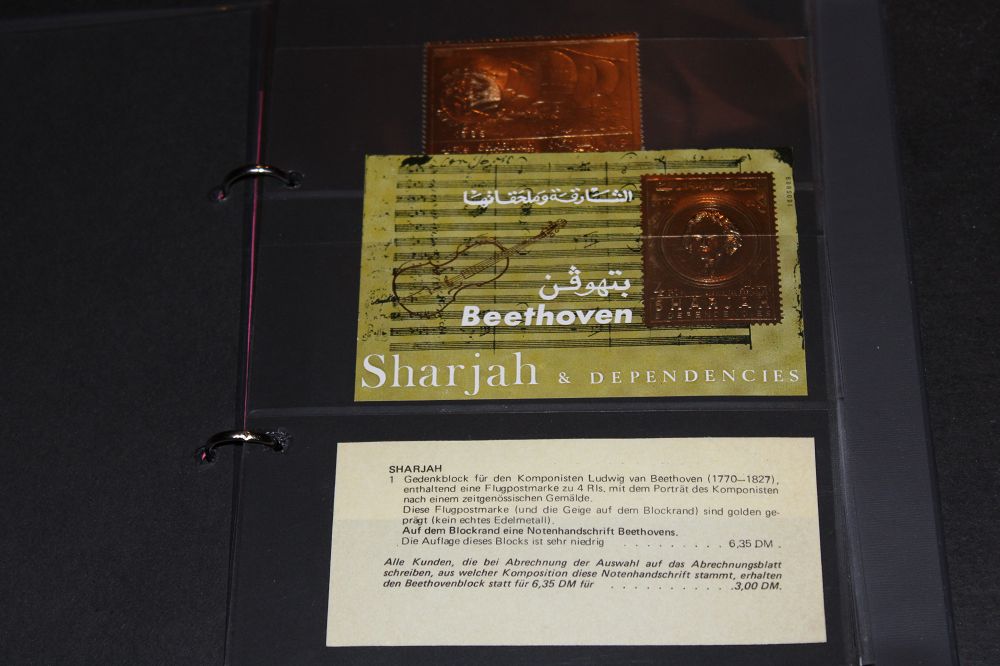 1966
الشارقة وملحقاتها
بتهوڤن
Beethoven
SHARJAH
Sharjah & DEPENDENCIES
SHARJAH
1 Gedenkblock für den Komponisten Ludwig van Beethoven (1770—1827),
enthaltend eine Flugpostmarke zu 4 Rls. mit dem Porträt des Komponisten
nach einem zeitgenössischen Gemälde.
Diese Flugpostmarke (und die Geige auf dem Blockrand) sind golden ge-
prägt (kein echtes Edelmetall).
Auf dem Blockrand eine Notenhandschrift Beethovens.
Die Auflage dieses Blocks ist sehr niedrig . . . . . . . . . . 6,35 DM .
Alle Kunden, die bei Abrechnung der Auswahl auf das Abrechnungsblatt
schreiben, aus welcher Komposition diese Notenhandschrift stammt, erhalten
den Beethovenblock statt für 6,35 DM für . . . . . . . . . . .3,00 DM.